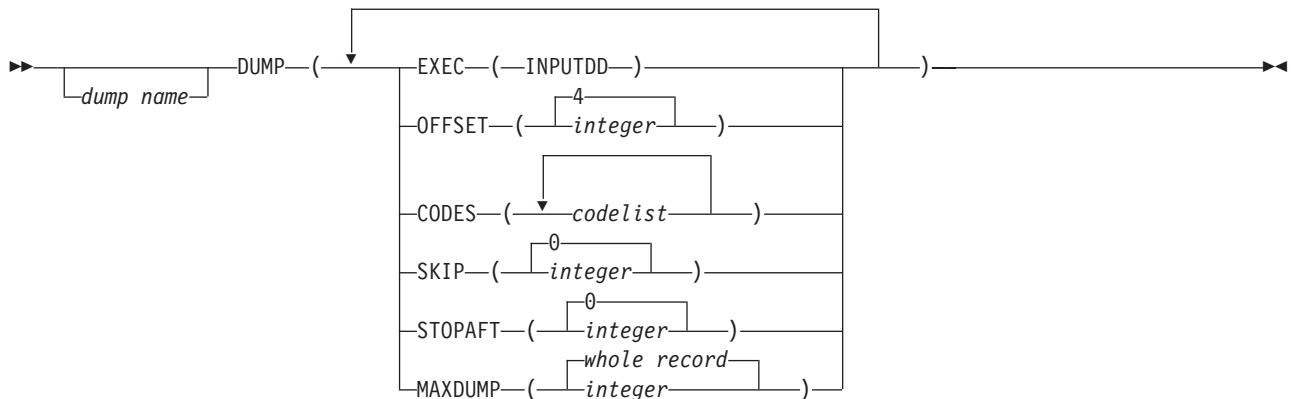 DUMP ( EXEC ( INPUTDD ) )
dump name
4
OFFSET ( integer )
CODES ( codelist )
0
SKIP ( integer )
0
STOPAFT ( integer )
whole record
MAXDUMP ( integer )